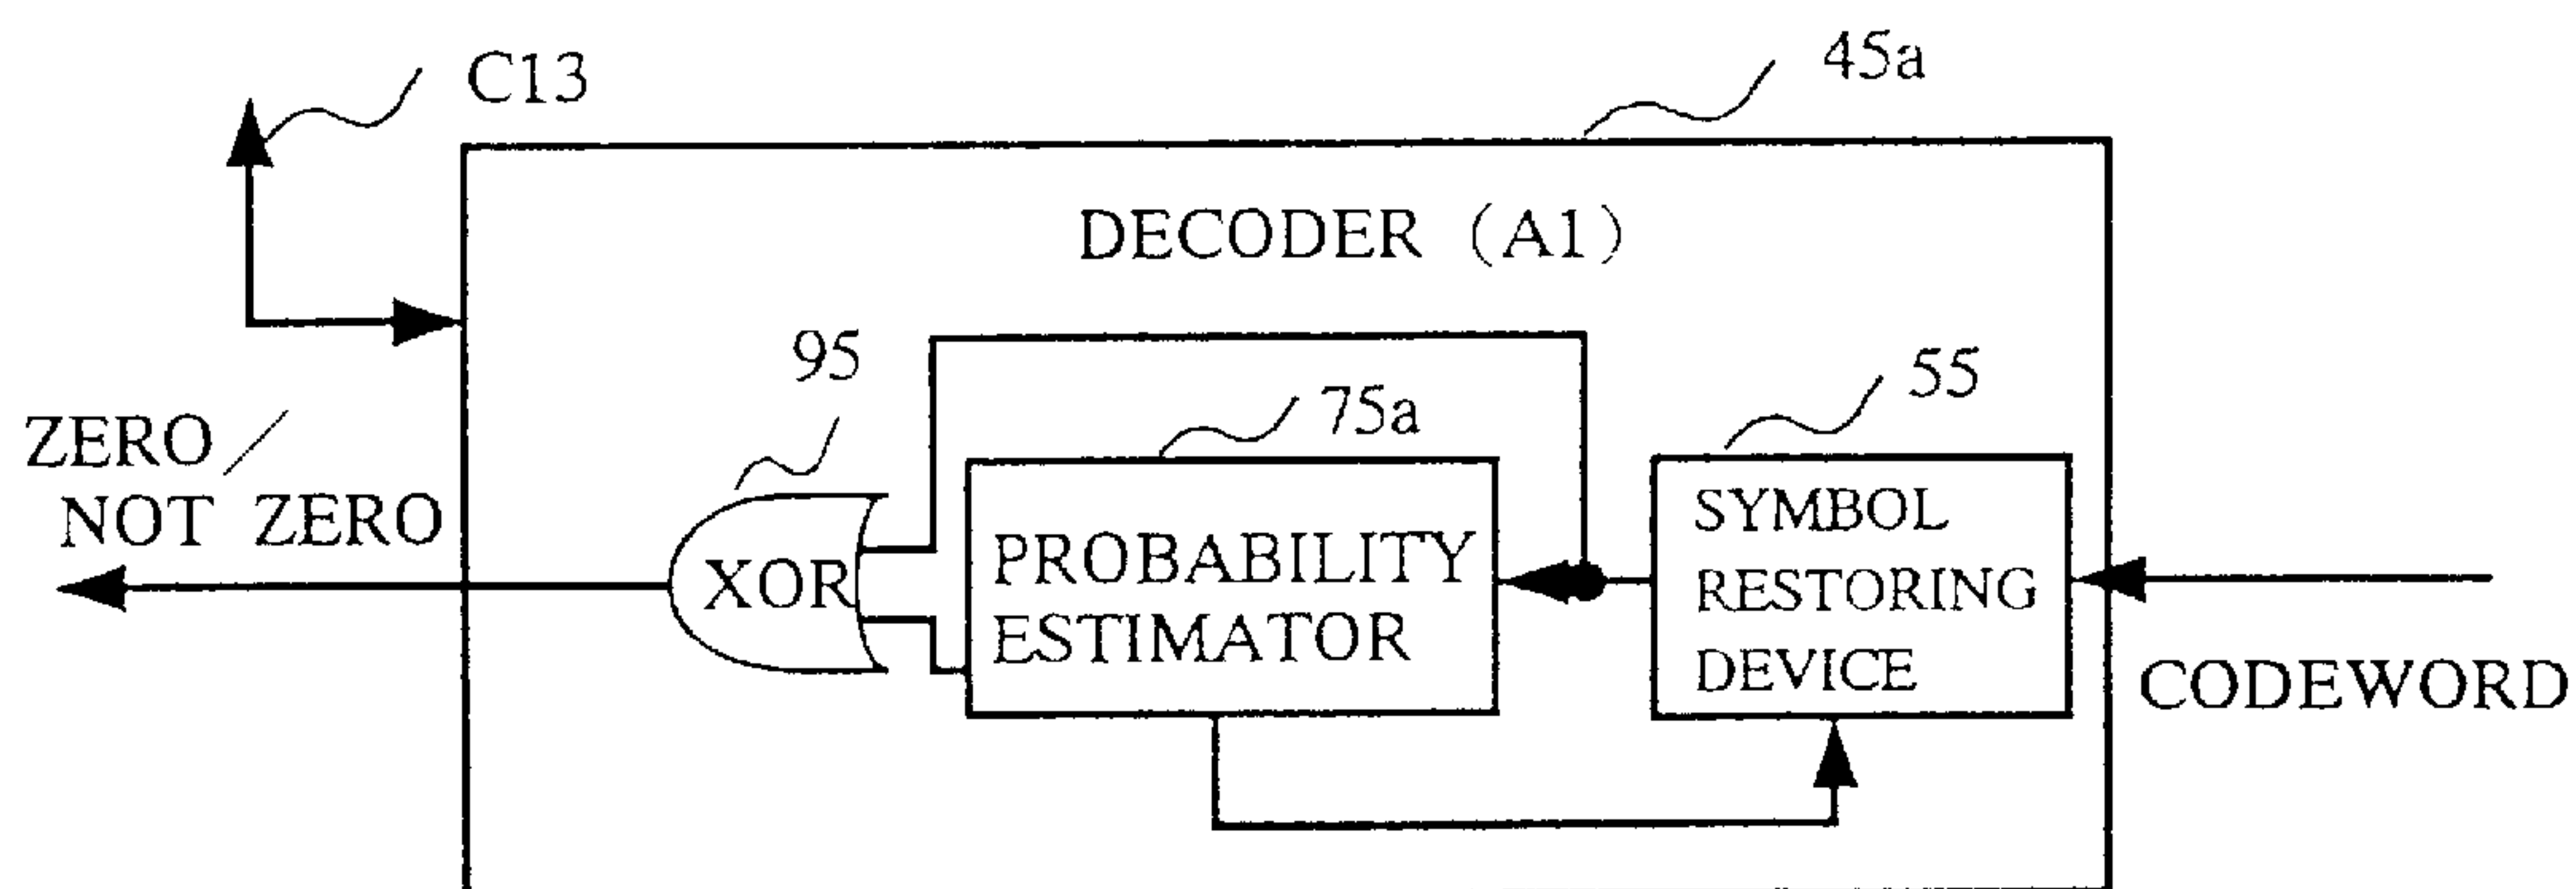 C13
45a
DECODER (A1)
95
75a
55
ZERO/
NOT ZERO
XOR
PROBABILITY
ESTIMATOR
SYMBOL
RESTORING
DEVICE
CODEWORD